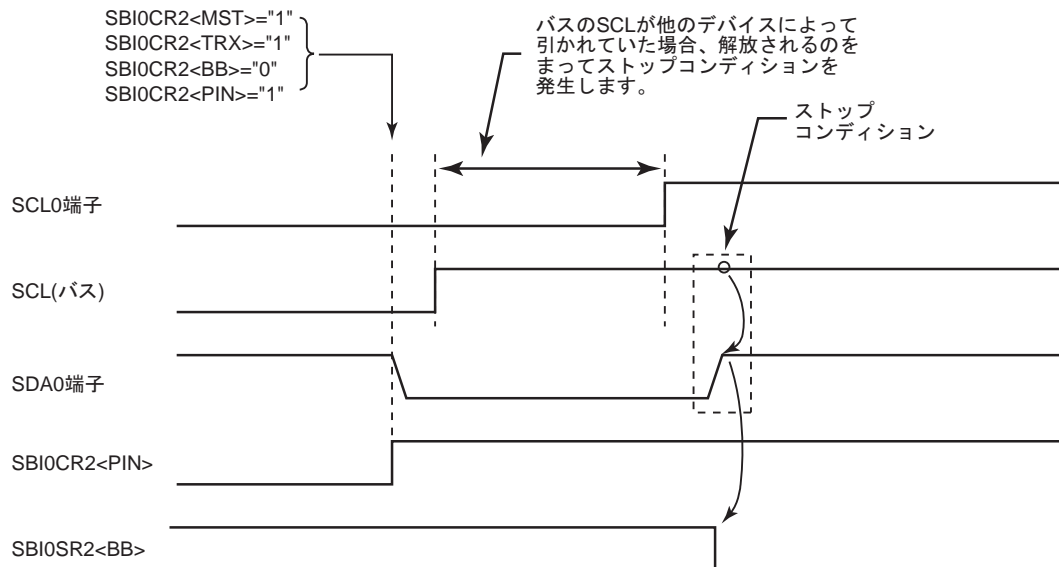 SBI0CR2<MST>="1"
SBI0CR2<TRX>="1"
SBI0CR2<BB>="0"
SBI0CR2<PIN>="1"
バスのSCLが他のデバイスによって
引かれていた場合、解放されるのを
まってストップコンディションを
発生します。
ストップ
コンディション
SCL0端子
SCL(バス)
SDA0端子
SBI0CR2<PIN>
SBI0SR2<BB>